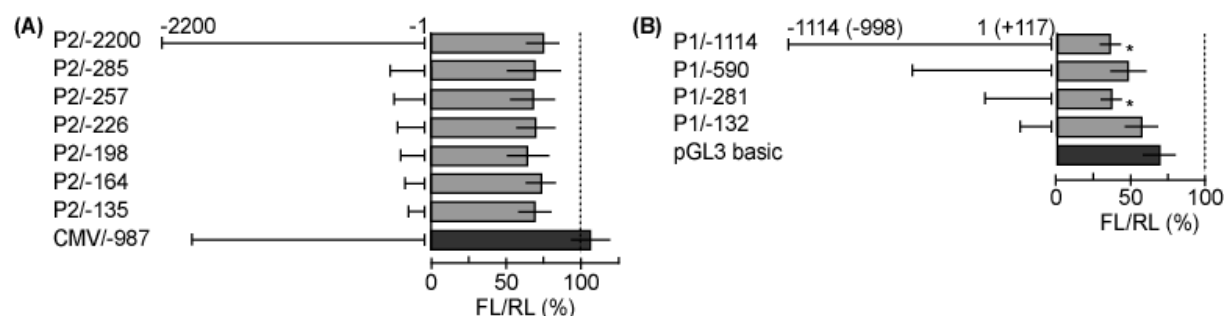 (A)
-2200 -1
P2/-2200
P2/-285
P2/-257
P2/-226
P2/-198
P2/-164
P2/-135
CMV/-987
0 50 100
FL/RL (%)
(B)
-1114 (-998) 1 (+117)
P1/-1114 *
P1/-590
P1/-281 *
P1/-132
pGL3 basic
0 50 100
FL/RL (%)